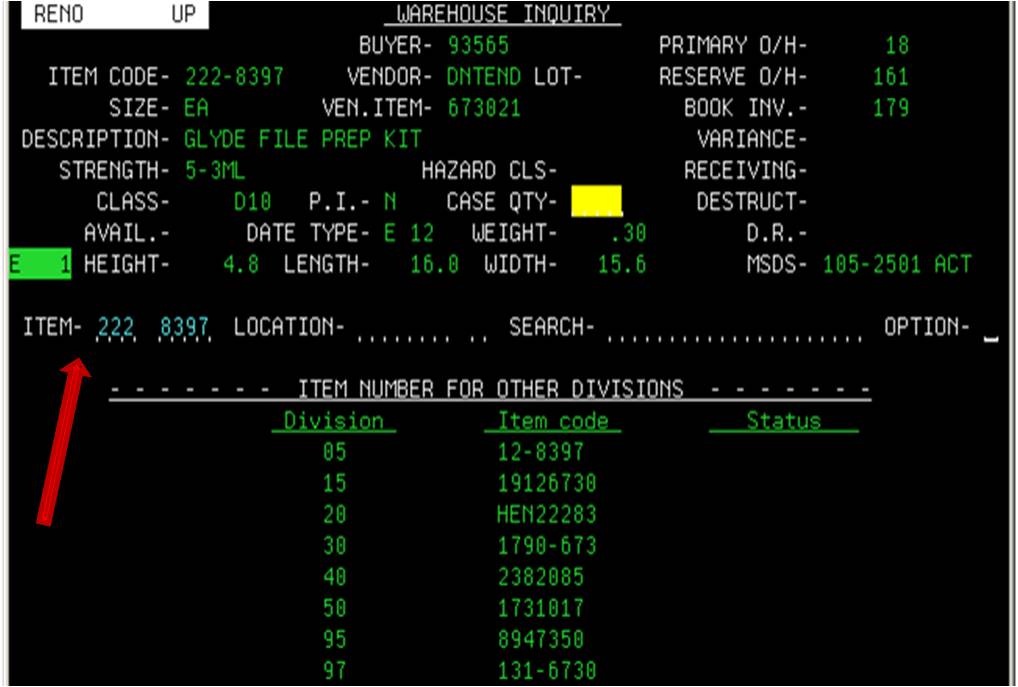 RENO UP WAREHOUSE INQUIRY
BUYER- 93565 PRIMARY O/H- 18
ITEM CODE- 222-8397 VENDOR- DNTEND LOT- RESERVE O/H- 161
SIZE- EA VEN.ITEM- 673021 BOOK INV.- 179
DESCRIPTION- GLYDE FILE PREP KIT VARIANCE-
STRENGTH- 5-3ML HAZARD CLS- RECEIVING-
CLASS- D10 P.I.- N CASE QTY- DESTRUCT-
AVAIL.- DATE TYPE- E 12 WEIGHT- .30 D.R.-
E 1 HEIGHT- 4.8 LENGTH- 16.0 WIDTH- 15.6 MSDS- 105-2501 ACT
ITEM- 222 8397 LOCATION- SEARCH- OPTION-
- - - - - - - ITEM NUMBER FOR OTHER DIVISIONS - - - - - - -
Division Item code Status
05 12-8397
15 19126730
20 HEN22283
30 1790-673
40 2382085
50 1731017
95 8947350
97 131-6730